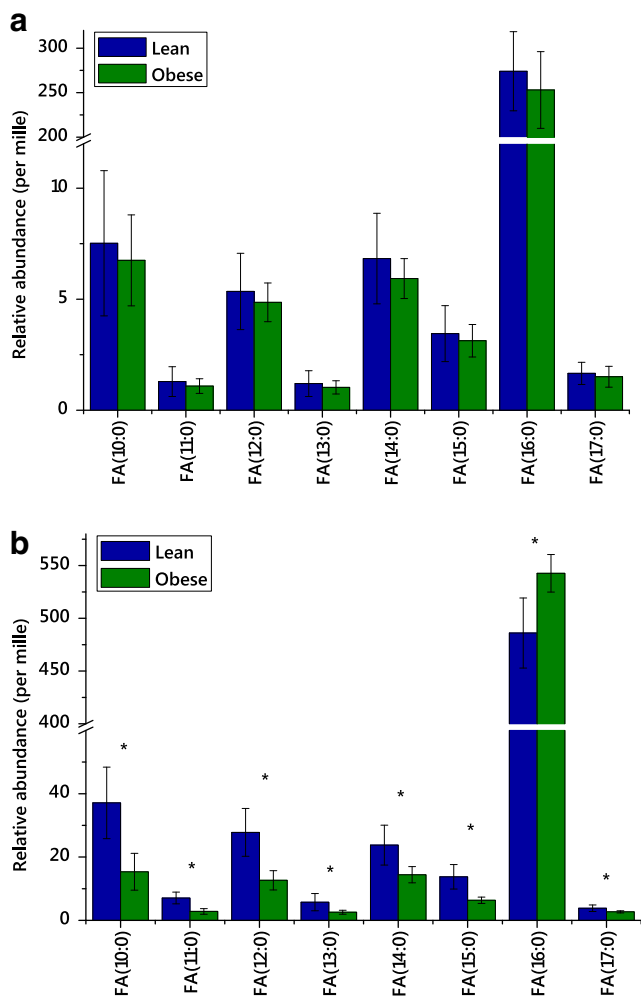 a
Lean
Obese
Relative abundance (per mille)
300
250
200
10
5
0
FA(10:0)
FA(11:0)
FA(12:0)
FA(13:0)
FA(14:0)
FA(15:0)
FA(16:0)
FA(17:0)
b
Lean
Obese
Relative abundance (per mille)
550
500
450
400
40
20
0
*
*
*
*
*
*
*
*
FA(10:0)
FA(11:0)
FA(12:0)
FA(13:0)
FA(14:0)
FA(15:0)
FA(16:0)
FA(17:0)